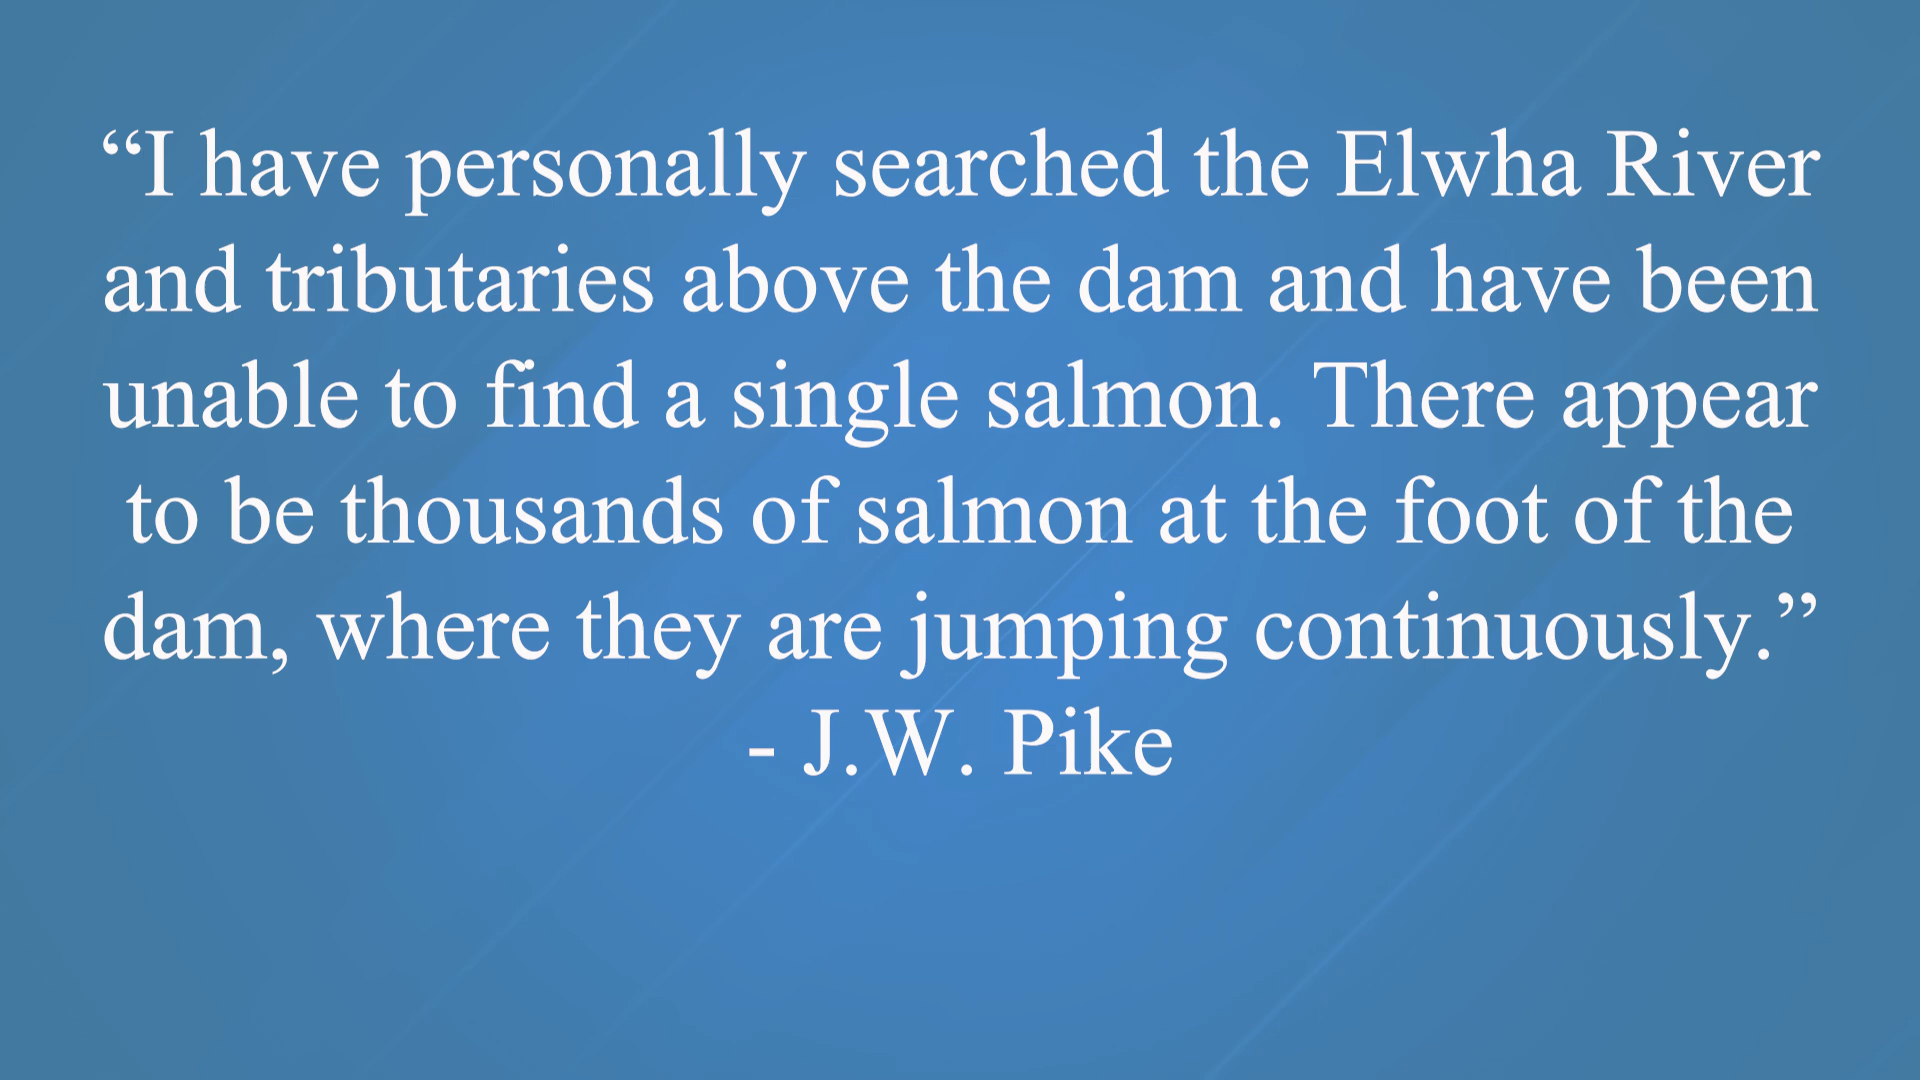 “I have personally searched the Elwha River
and tributaries above the dam and have been
unable to find a single salmon. There appear
to be thousands of salmon at the foot of the
dam, where they are jumping continuously.”
- J.W. Pike